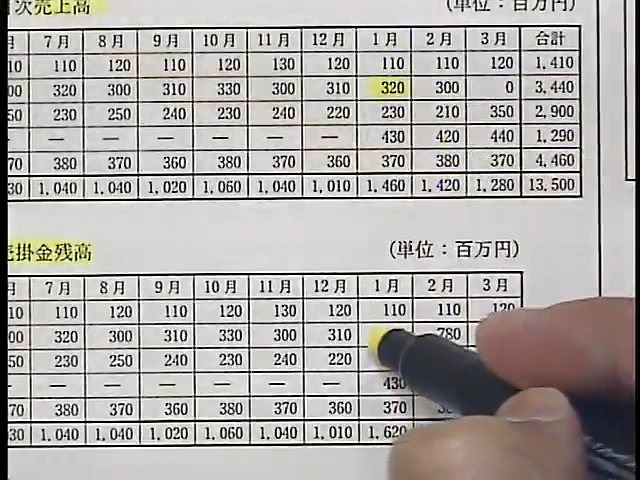 次売上高 (単位：百万円)
月 7月 8月 9月 10月 11月 12月 1月 2月 3月 合計
10 110 120 110 120 130 120 110 110 120 1,410
00 320 300 310 330 300 310 320 300 0 3,440
50 230 250 240 230 240 220 230 210 350 2,900
— — — — — — 430 420 440 1,290
70 380 370 360 380 370 360 370 380 370 4,460
30 1,040 1,040 1,020 1,060 1,040 1,010 1,460 1,420 1,280 13,500
売掛金残高 (単位：百万円)
月 7月 8月 9月 10月 11月 12月 1月 2月 3月
10 110 120 110 120 130 120 110 110 120
00 320 300 310 330 300 310 780
50 230 250 240 230 240 220
— — — — — — 430
70 380 370 360 380 370 360 370
30 1,040 1,040 1,020 1,060 1,040 1,010 1,620